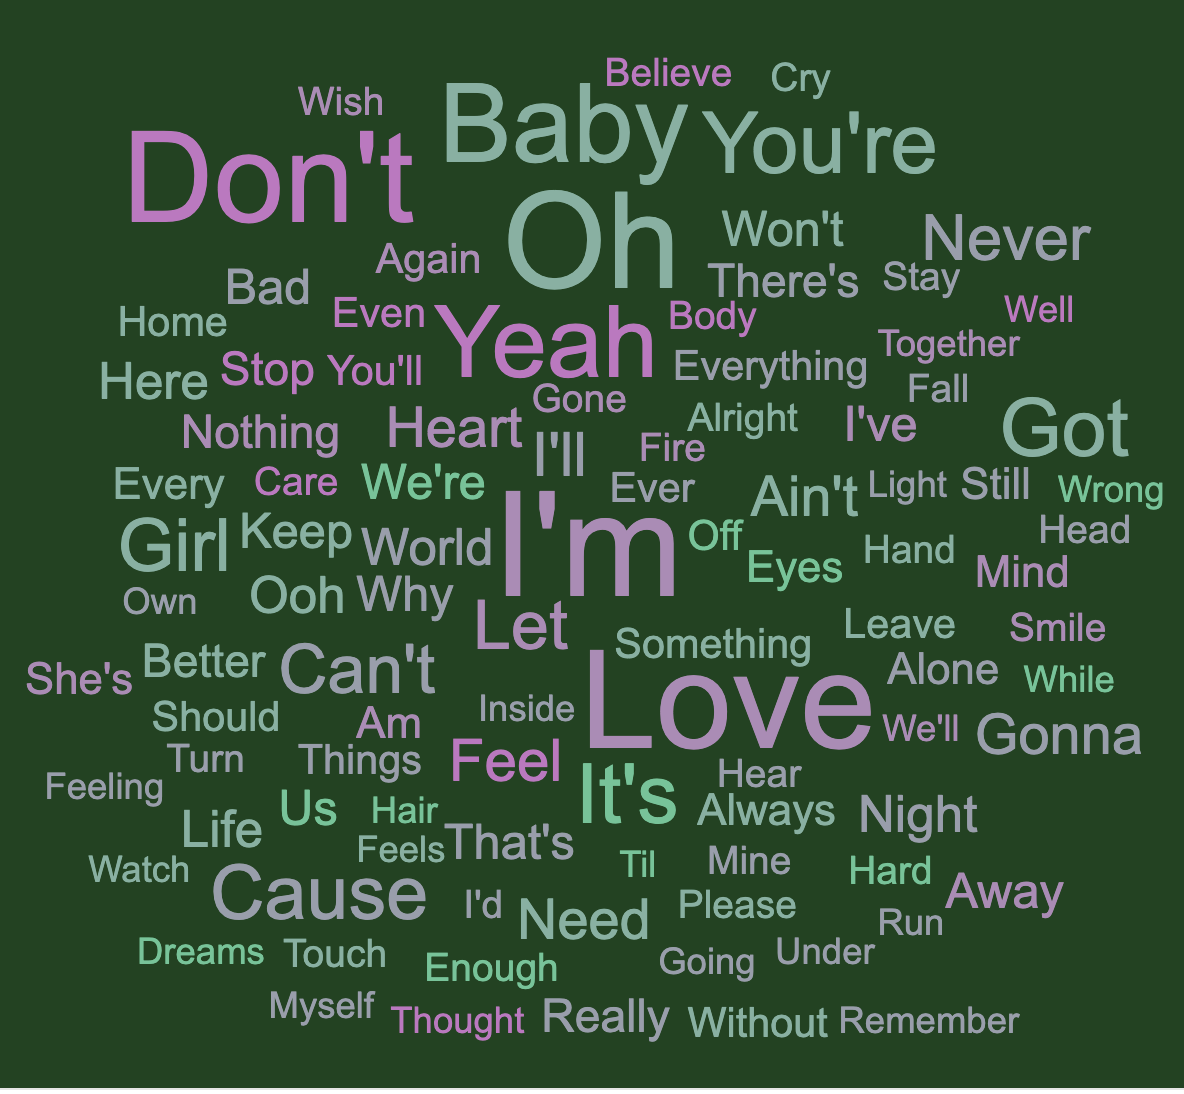 Believe
Cry
Wish
Baby
You're
Don't
Oh
Won't
Never
Again
There's
Stay
Bad
Home
Even
Yeah
Body
Well
Together
Stop
You'll
Everything
Here
Gone
Fall
Nothing
Heart
Alright
I've
Got
I'll
Fire
Every
Care
We're
Ever
Ain't
Light
Still
Wrong
Girl
Keep
World
I'm
Off
Eyes
Hand
Head
Mind
Own
Ooh
Why
Let
Something
Leave
Smile
She's
Better
Can't
Love
Alone
While
Should
Am
Inside
We'll
Gonna
Turn
Things
Feel
It's
Hear
Feeling
Us
Hair
Always
Night
Life
Feels
That's
Til
Mine
Hard
Watch
Cause
I'd
Need
Please
Away
Run
Dreams
Touch
Enough
Going
Under
Myself
Thought
Really
Without
Remember